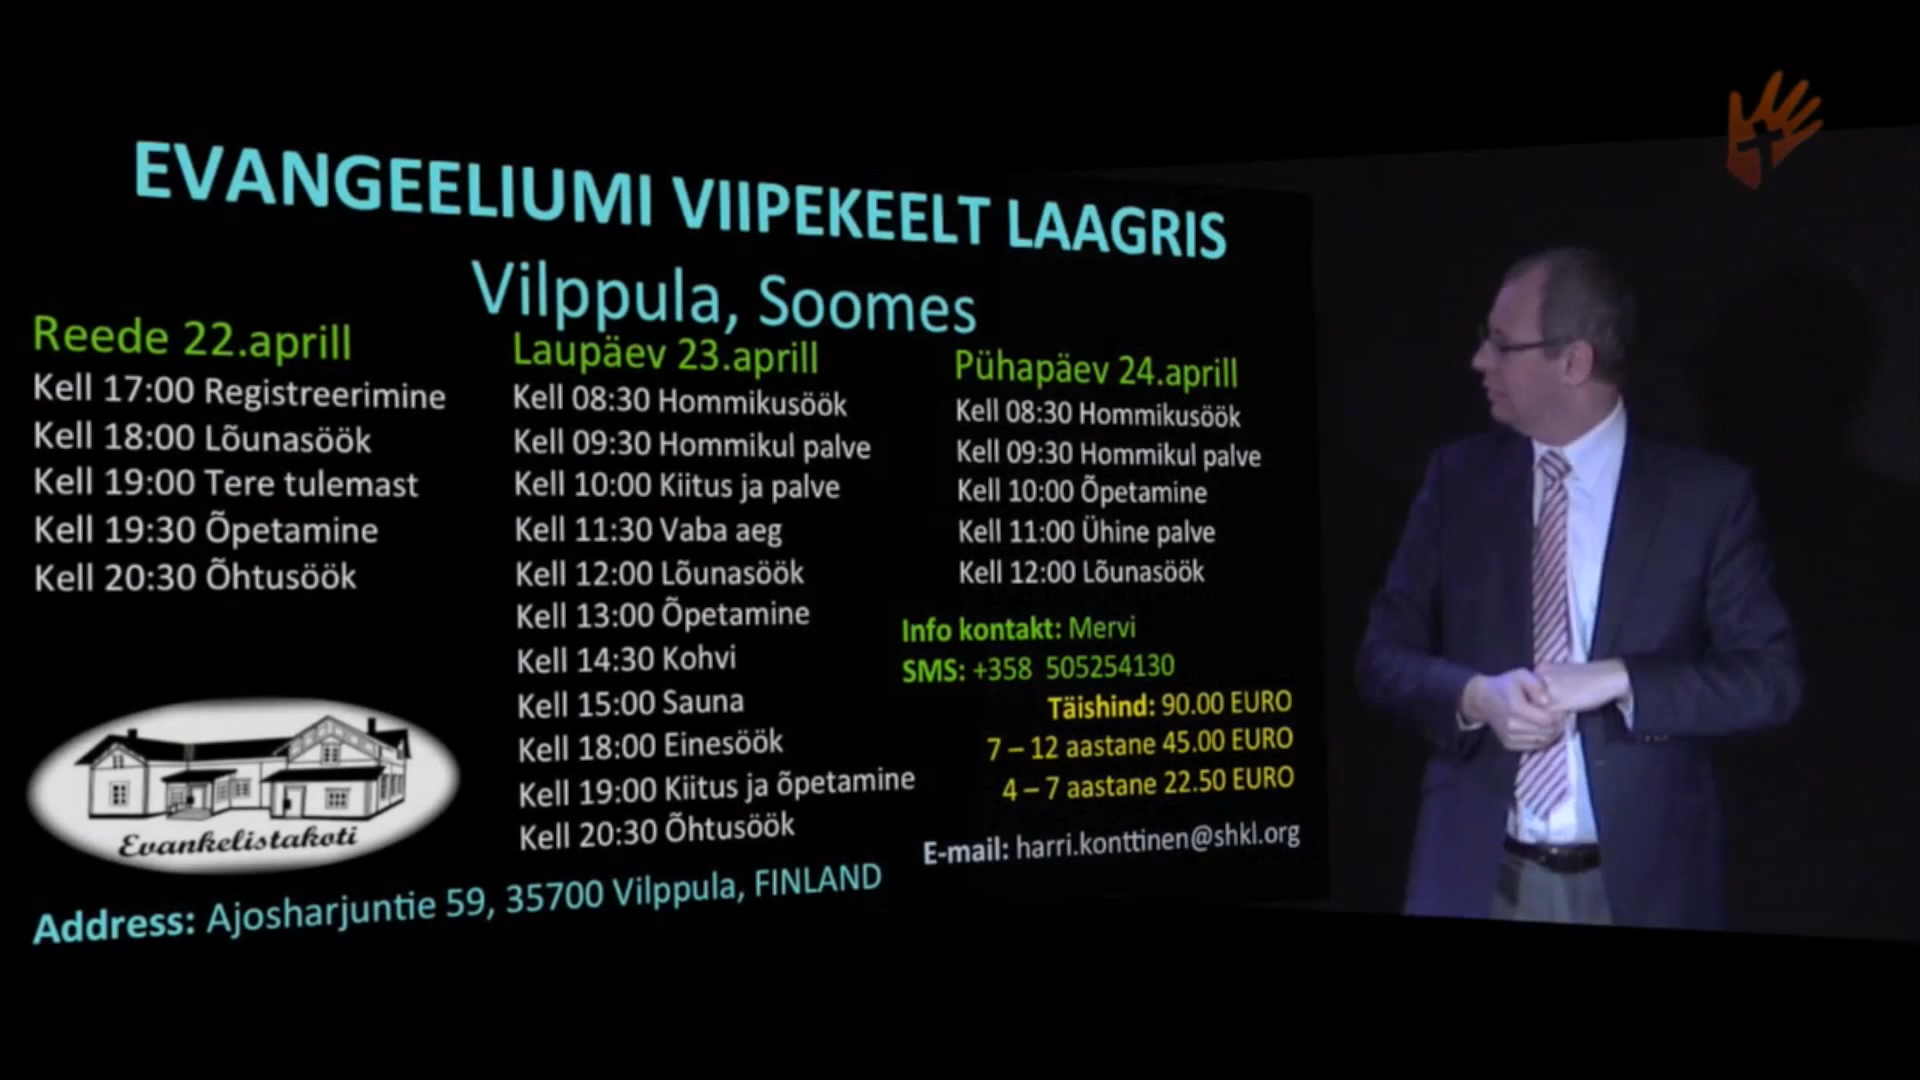 EVANGEELIUMI VIIPEKEELT LAAGRIS
Vilppula, Soomes
Reede 22.aprill
Kell 17:00 Registreerimine
Kell 18:00 Lõunasöök
Kell 19:00 Tere tulemast
Kell 19:30 Õpetamine
Kell 20:30 Õhtusöök
Laupäev 23.aprill
Kell 08:30 Hommikusöök
Kell 09:30 Hommikul palve
Kell 10:00 Kiitus ja palve
Kell 11:30 Vaba aeg
Kell 12:00 Lõunasöök
Kell 13:00 Õpetamine
Kell 14:30 Kohvi
Kell 15:00 Sauna
Kell 18:00 Einesöök
Kell 19:00 Kiitus ja õpetamine
Kell 20:30 Õhtusöök
Pühapäev 24.aprill
Kell 08:30 Hommikusöök
Kell 09:30 Hommikul palve
Kell 10:00 Õpetamine
Kell 11:00 Ühine palve
Kell 12:00 Lõunasöök
Info kontakt: Mervi
SMS: +358 505254130
Täishind: 90.00 EURO
7 – 12 aastane 45.00 EURO
4 – 7 aastane 22.50 EURO
E-mail: harri.konttinen@shkl.org
Evankelistakoti
Address: Ajosharjuntie 59, 35700 Vilppula, FINLAND